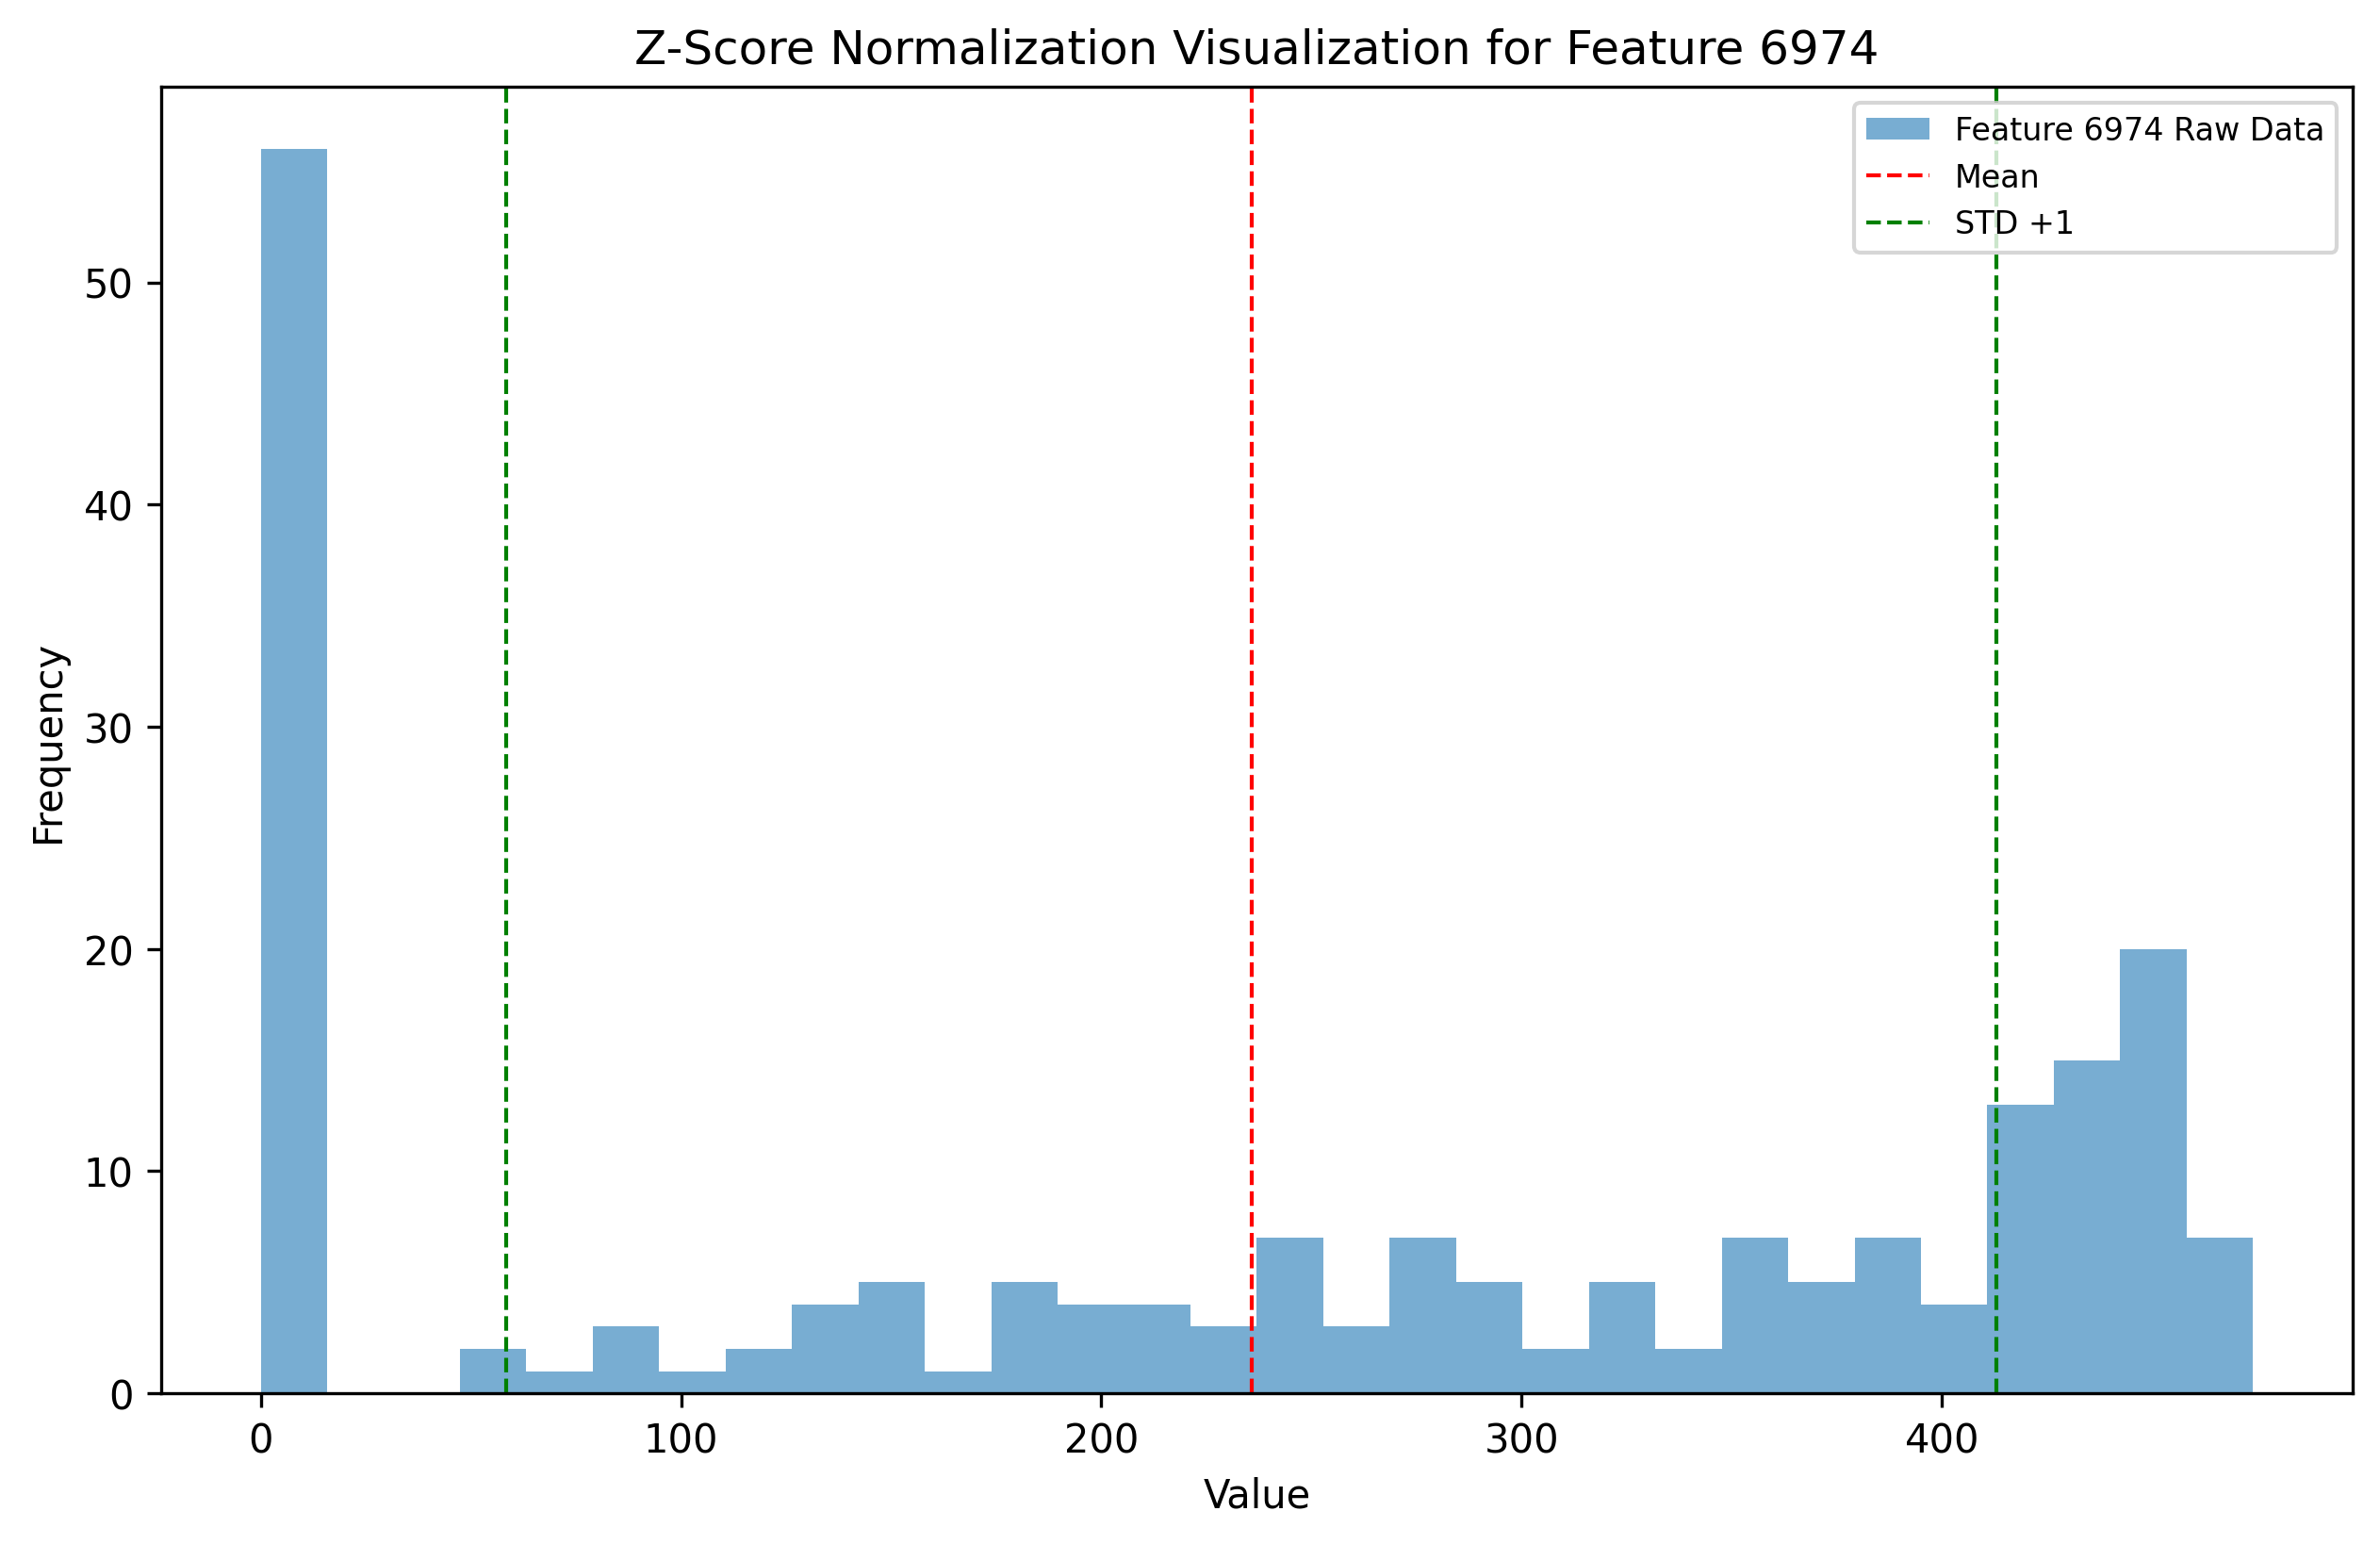 Z-Score Normalization Visualization for Feature 6974
Feature 6974 Raw Data
Mean
STD +1
50
40
30
20
10
0
Frequency
0 100 200 300 400
Value